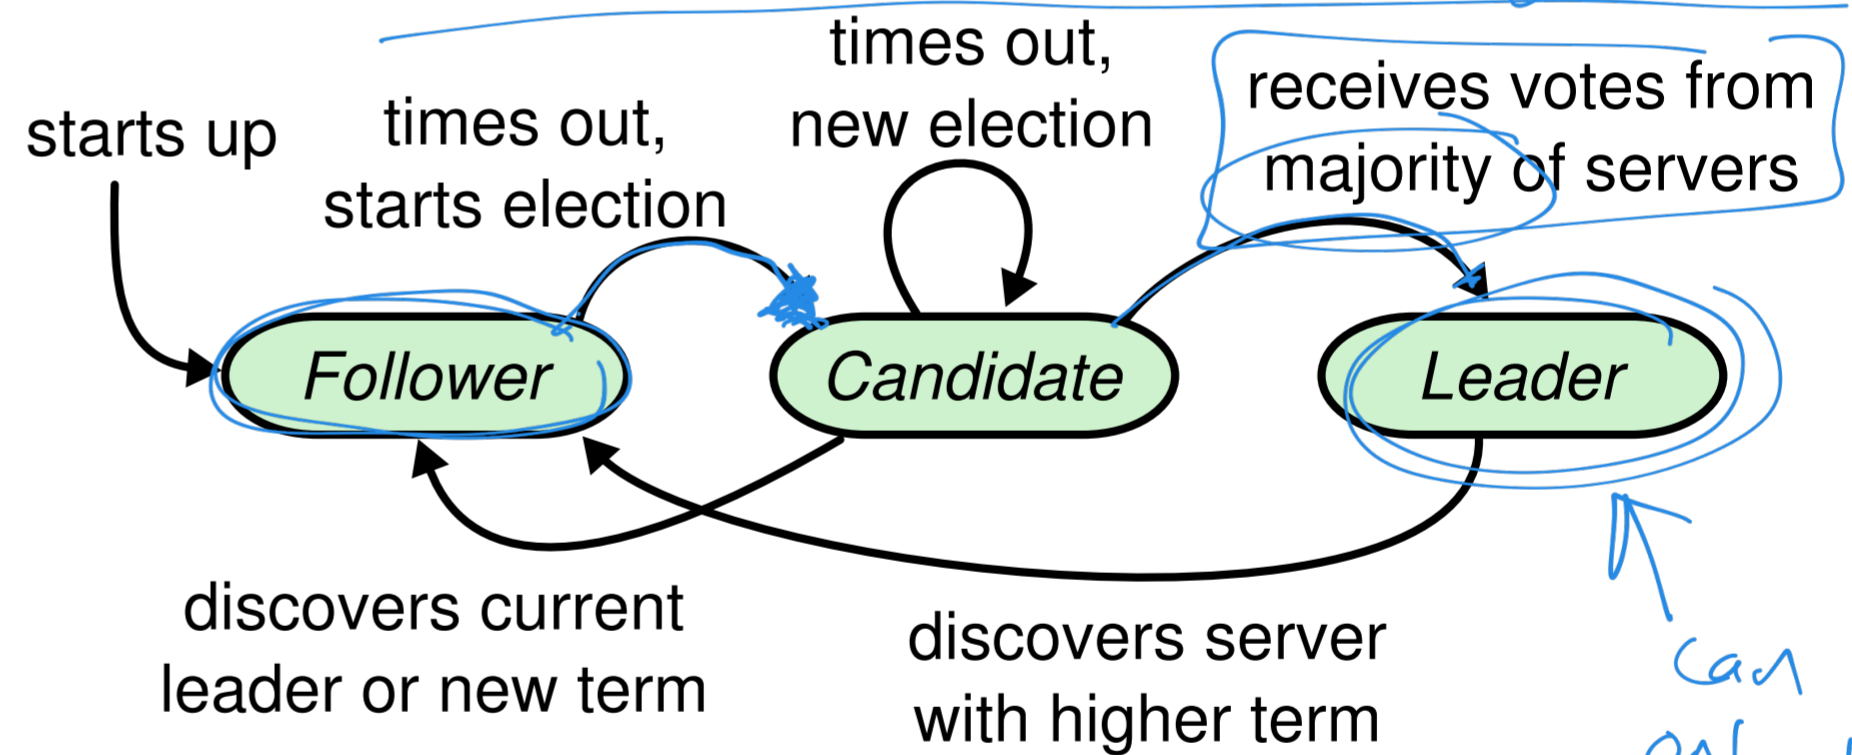 starts up
times out,
starts election
times out,
new election
receives votes from
majority of servers
Follower
Candidate
Leader
discovers current
leader or new term
discovers server
with higher term
can